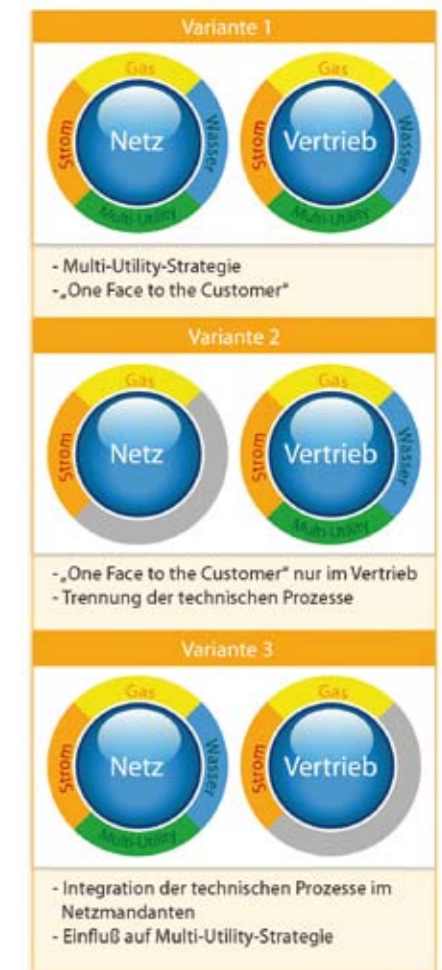 Variante 1
Gas
Strom
Netz
Wasser
Multi-Utility
Gas
Strom
Vertrieb
Wasser
Multi-Utility
- Multi-Utility-Strategie
-„One Face to the Customer“
Variante 2
Gas
Strom
Netz
Gas
Strom
Vertrieb
Wasser
Multi-Utility
-„One Face to the Customer“ nur im Vertrieb
- Trennung der technischen Prozesse
Variante 3
Gas
Strom
Netz
Wasser
Multi-Utility
Gas
Strom
Vertrieb
- Integration der technischen Prozesse im
Netzmandanten
- Einfluß auf Multi-Utility-Strategie